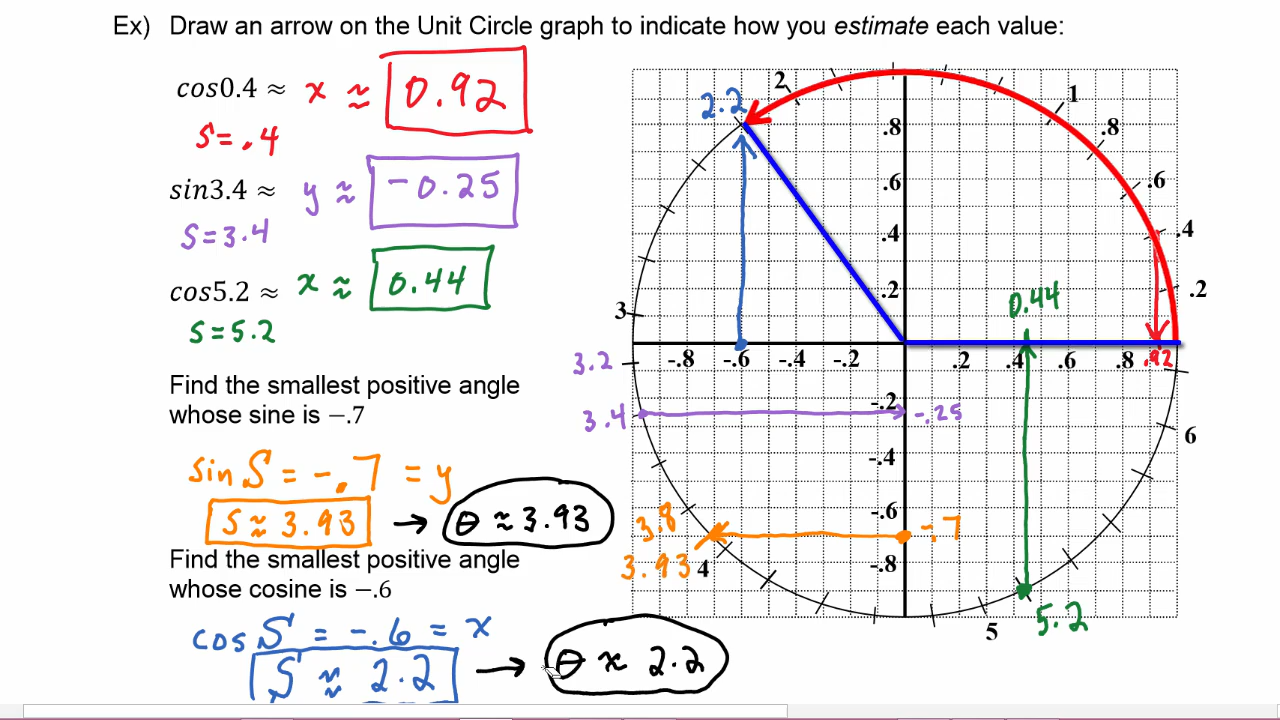 Ex) Draw an arrow on the Unit Circle graph to indicate how you estimate each value:
cos0.4 ≈ x ≈ 0.92
S = .4
sin3.4 ≈ y ≈ -0.25
S = 3.4
cos5.2 ≈ x ≈ 0.44
S = 5.2
Find the smallest positive angle
whose sine is −.7
sin S = -.7 = y
S ≈ 3.93 → θ ≈ 3.93
Find the smallest positive angle
whose cosine is −.6
cos S = -.6 = x
S ≈ 2.2 → θ ≈ 2.2
2
1
2.2
.8 .8
.6 .6
.4 .4
.2 .2
0.44
3
3.2 -.8 -.6 -.4 -.2 .2 .4 .6 .8 .92
3.4 -.2 -.25
6
-.4
-.6
3.8 -.7
3.93 4 -.8
5 5.2